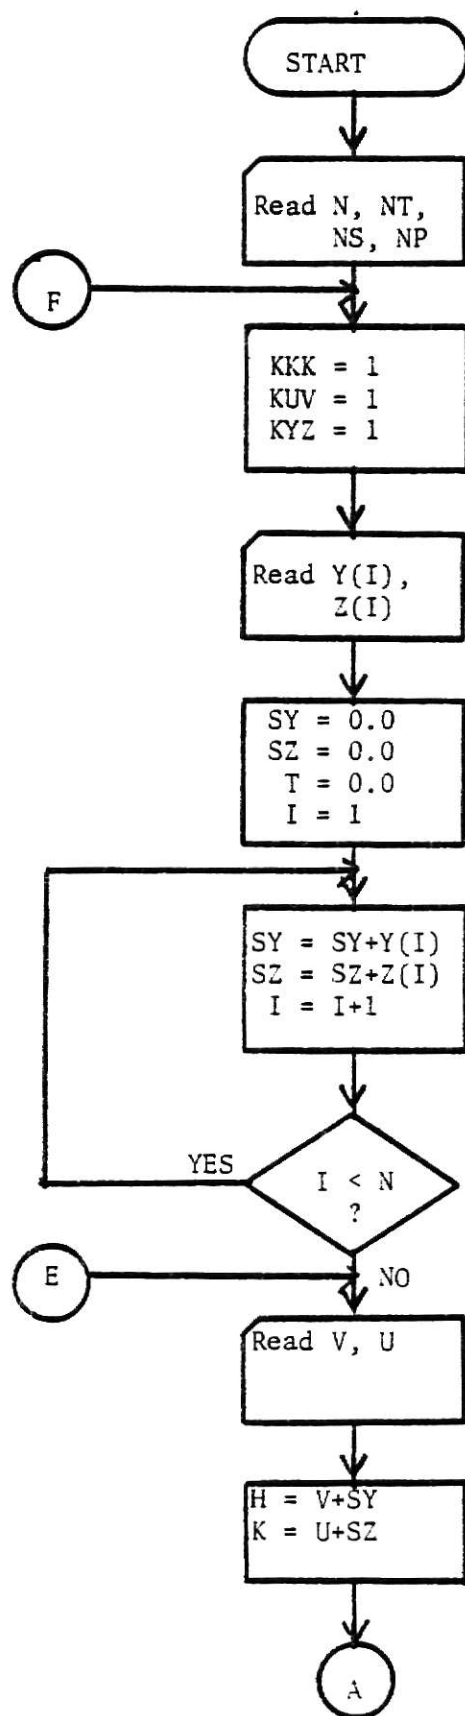 START
Read N, NT,
NS, NP
F
KKK = 1
KUV = 1
KYZ = 1
Read Y(I),
Z(I)
SY = 0.0
SZ = 0.0
T = 0.0
I = 1
SY = SY+Y(I)
SZ = SZ+Z(I)
I = I+1
YES
I < N
?
E
NO
Read V, U
H = V+SY
K = U+SZ
A